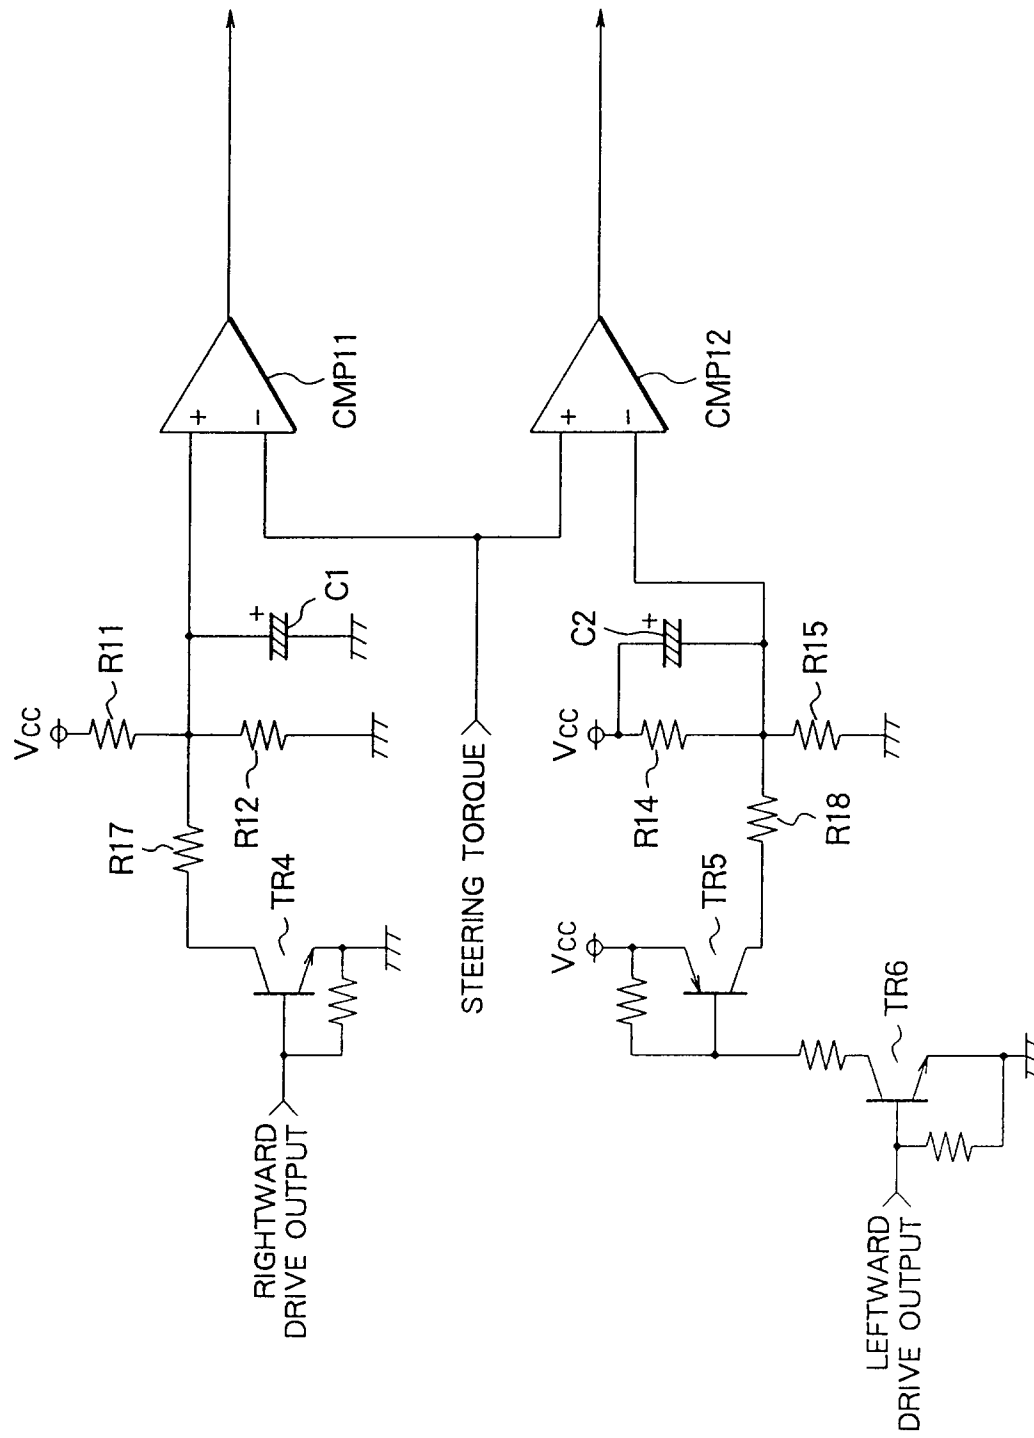 VCC
R11
R17
R12
TR4
+
C1
+
−
CMP11
RIGHTWARD
DRIVE OUTPUT
STEERING TORQUE
VCC
TR5
VCC
R14
C2
+
R15
R18
+
−
CMP12
TR6
LEFTWARD
DRIVE OUTPUT